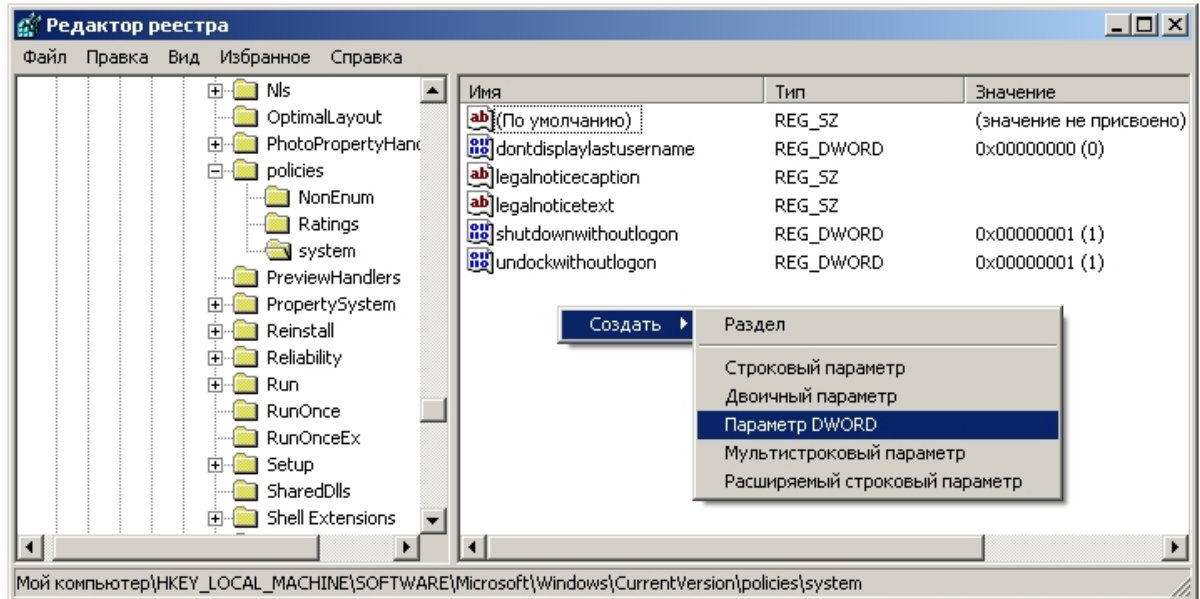 Редактор реестра
Файл Правка Вид Избранное Справка
Nls
OptimalLayout
PhotoPropertyHand
policies
NonEnum
Ratings
system
PreviewHandlers
PropertySystem
Reinstall
Reliability
Run
RunOnce
RunOnceEx
Setup
SharedDlls
Shell Extensions
Имя Тип Значение
(По умолчанию) REG_SZ (значение не присвоено)
dontdisplaylastusername REG_DWORD 0x00000000 (0)
legalnoticecaption REG_SZ
legalnoticetext REG_SZ
shutdownwithoutlogon REG_DWORD 0x00000001 (1)
undockwithoutlogon REG_DWORD 0x00000001 (1)
Создать
Раздел
Строковый параметр
Двоичный параметр
Параметр DWORD
Мультистроковый параметр
Расширяемый строковый параметр
Мой компьютер\HKEY_LOCAL_MACHINE\SOFTWARE\Microsoft\Windows\CurrentVersion\policies\system